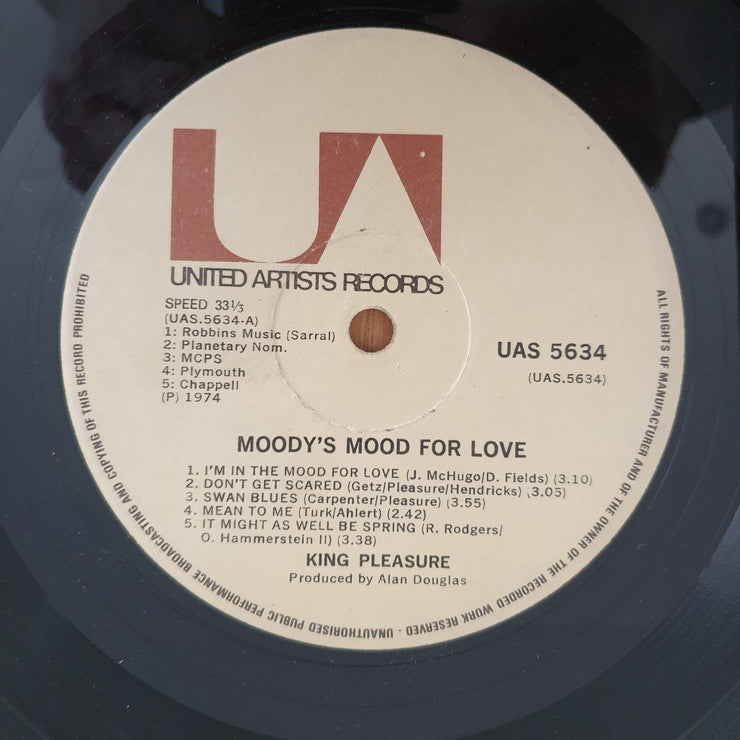 UA
UNITED ARTISTS RECORDS
SPEED 33⅓
(UAS.5634-A)
1: Robbins Music (Sarral)
2: Planetary Nom.
3: MCPS
4: Plymouth
5: Chappell
(P) 1974
UAS 5634
(UAS.5634)
MOODY'S MOOD FOR LOVE
1. I'M IN THE MOOD FOR LOVE (J. McHugo/D. Fields) (3.10)
2. DON'T GET SCARED (Getz/Pleasure/Hendricks) (3.05)
3. SWAN BLUES (Carpenter/Pleasure) (3.55)
4. MEAN TO ME (Turk/Ahlert) (2.42)
5. IT MIGHT AS WELL BE SPRING (R. Rodgers/
O. Hammerstein II) (3.38)
KING PLEASURE
Produced by Alan Douglas
ALL RIGHTS OF MANUFACTURER AND OF THE OWNER OF THE RECORDED WORK RESERVED - UNAUTHORISED PUBLIC PERFORMANCE BROADCASTING AND COPYING OF THIS RECORD PROHIBITED